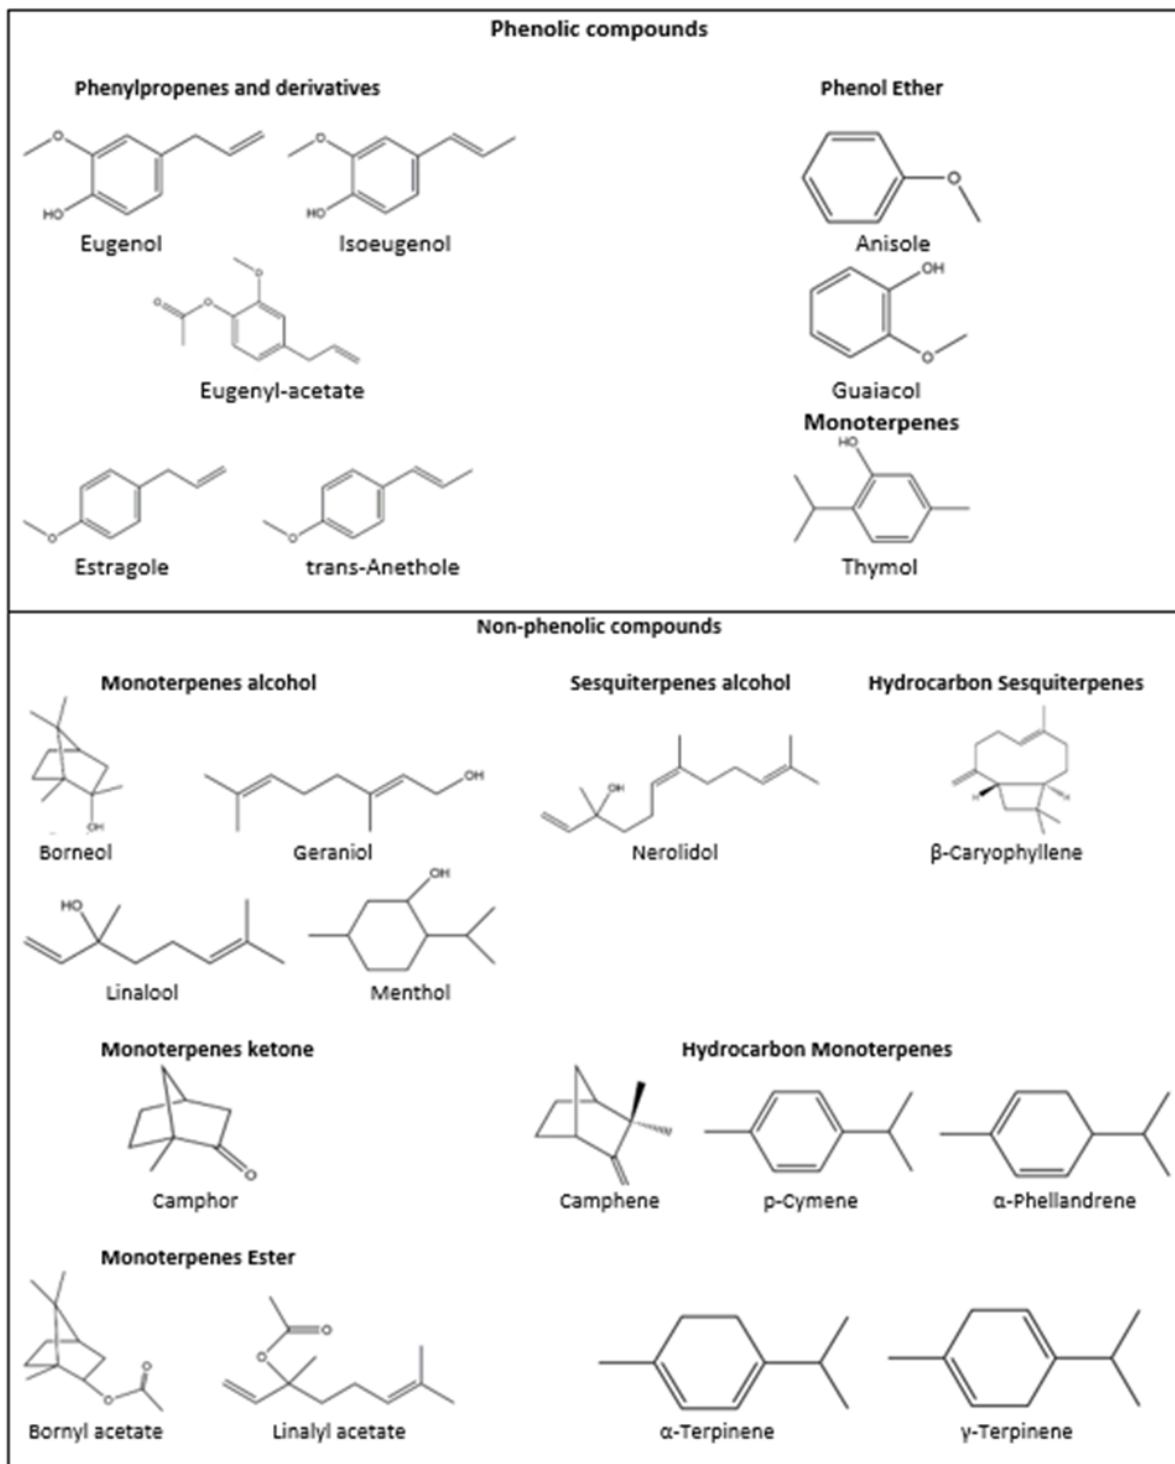 Phenolic compounds
Phenylpropenes and derivatives
Phenol Ether
O
HO
Eugenol
O
HO
Isoeugenol
O
Anisole
O
O
O
Eugenyl-acetate
OH
O
Guaiacol
Monoterpenes
HO
Thymol
O
Estragole
O
trans-Anethole
Non-phenolic compounds
Monoterpenes alcohol
Sesquiterpenes alcohol
Hydrocarbon Sesquiterpenes
OH
Borneol
OH
Geraniol
OH
Nerolidol
H
H
β-Caryophyllene
HO
Linalool
OH
Menthol
Monoterpenes ketone
Hydrocarbon Monoterpenes
O
Camphor
Camphene
p-Cymene
α-Phellandrene
Monoterpenes Ester
O
O
Bornyl acetate
O
O
Linalyl acetate
α-Terpinene
γ-Terpinene